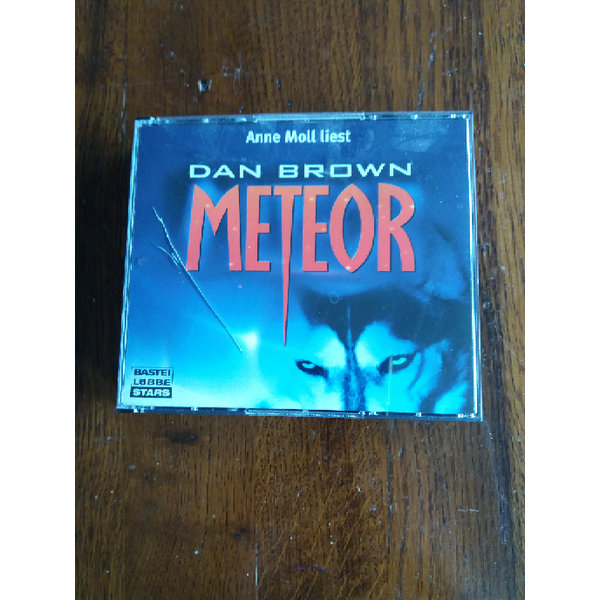 Anne Moll liest
DAN BROWN
METEOR
BASTEI
LÜBBE
STARS